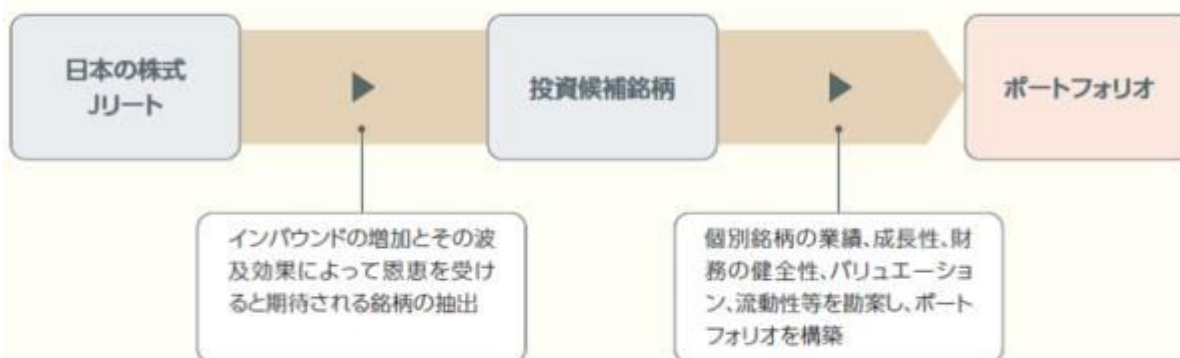 日本の株式
Jリート
投資候補銘柄
ポートフォリオ
インバウンドの増加とその波
及効果によって恩恵を受け
ると期待される銘柄の抽出
個別銘柄の業績、成長性、財
務の健全性、バリュエーショ
ン、流動性等を勘案し、ポート
フォリオを構築